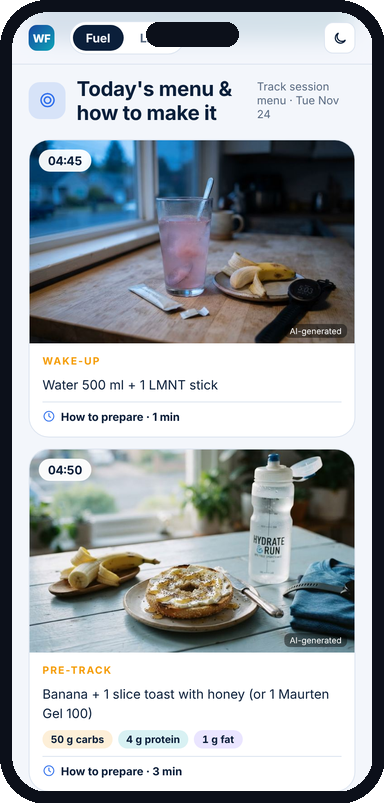 WF
Fuel
L
Today's menu &
how to make it
Track session
menu · Tue Nov
24
04:45
AI-generated
WAKE-UP
Water 500 ml + 1 LMNT stick
How to prepare · 1 min
04:50
HYDRATE
& RUN
AI-generated
PRE-TRACK
Banana + 1 slice toast with honey (or 1 Maurten
Gel 100)
50 g carbs
4 g protein
1 g fat
How to prepare · 3 min